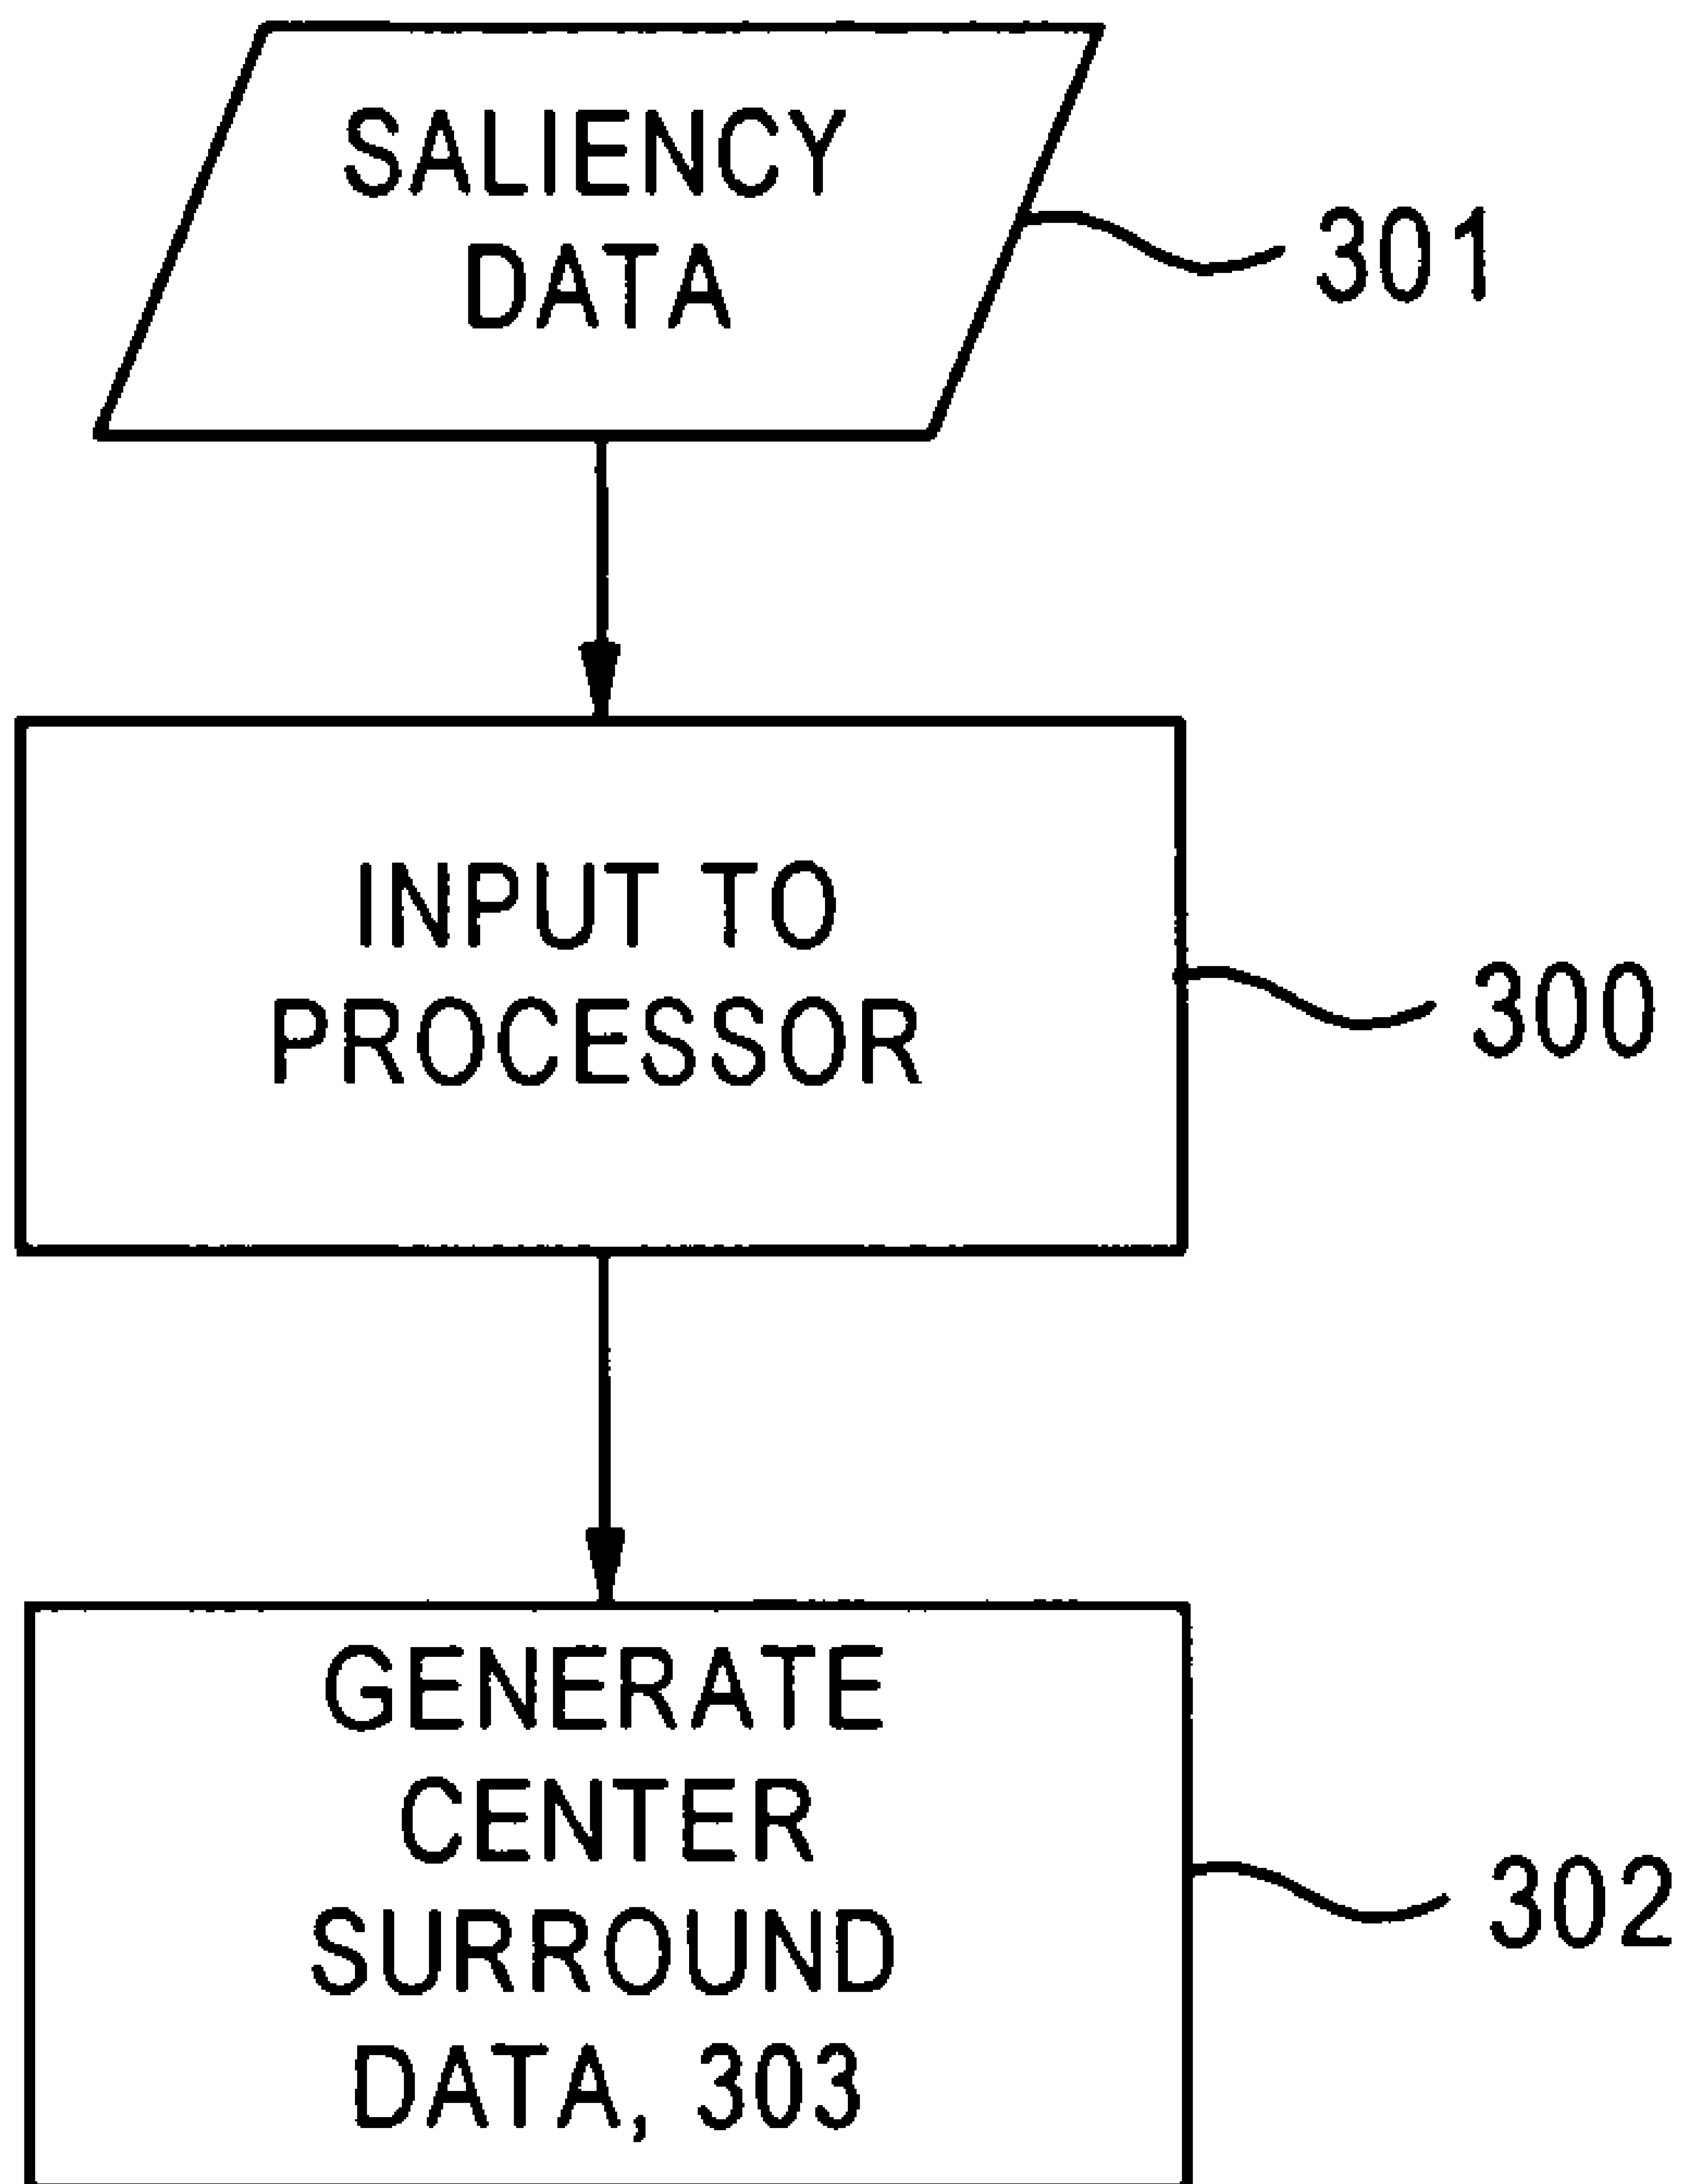 SALIENCY
DATA
301
INPUT TO
PROCESSOR
300
GENERATE
CENTER
SURROUND
DATA, 303
302